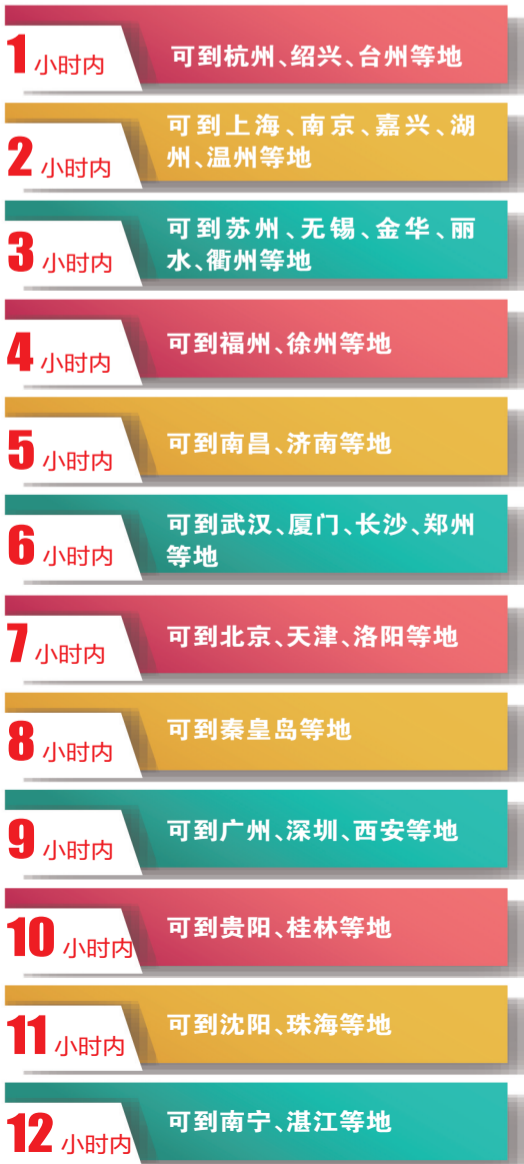 1小时内 可到杭州、绍兴、台州等地
2小时内 可到上海、南京、嘉兴、湖
州、温州等地
3小时内 可到苏州、无锡、金华、丽
水、衢州等地
4小时内 可到福州、徐州等地
5小时内 可到南昌、济南等地
6小时内 可到武汉、厦门、长沙、郑州
等地
7小时内 可到北京、天津、洛阳等地
8小时内 可到秦皇岛等地
9小时内 可到广州、深圳、西安等地
10小时内 可到贵阳、桂林等地
11小时内 可到沈阳、珠海等地
12小时内 可到南宁、湛江等地